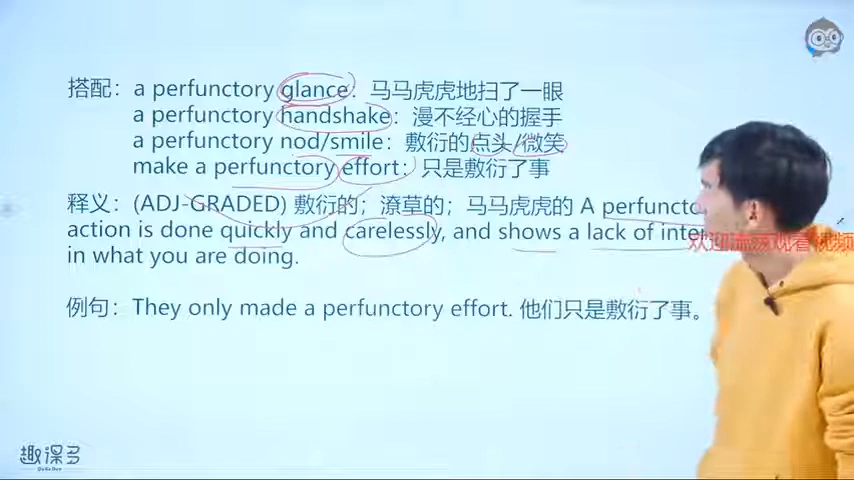 搭配：a perfunctory glance：马马虎虎地扫了一眼
a perfunctory handshake：漫不经心的握手
a perfunctory nod/smile：敷衍的点头/微笑
make a perfunctory effort：只是敷衍了事
释义：(ADJ-GRADED) 敷衍的；潦草的；马马虎虎的 A
action is done quickly and carelessly, and shows a lack of
in what you are doing.
例句：They only made a perfunctory effort. 他们只是敷衍了事。
趣课多